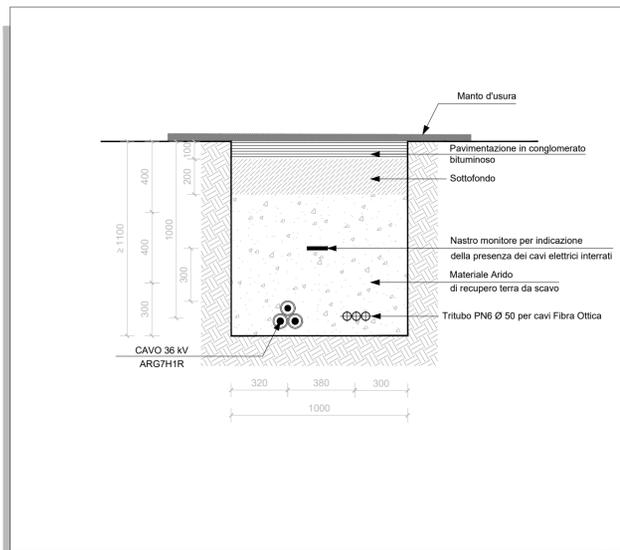 Manto d'usura
Pavimentazione in conglomerato
bituminoso
Sottofondo
Nastro monitore per indicazione
della presenza dei cavi elettrici interrati
Materiale Arido
di recupero terra da scavo
Tritubo PN6 Ø 50 per cavi Fibra Ottica
CAVO 36 kV
ARG7H1R
≥ 1100
400
400
300
1000
100
200
300
320
380
300
1000